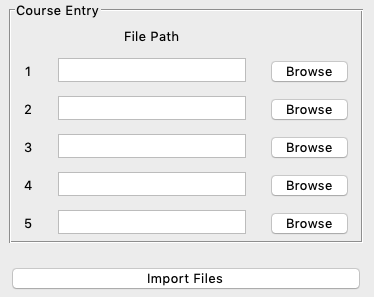 Course Entry
File Path
1 Browse
2 Browse
3 Browse
4 Browse
5 Browse
Import Files